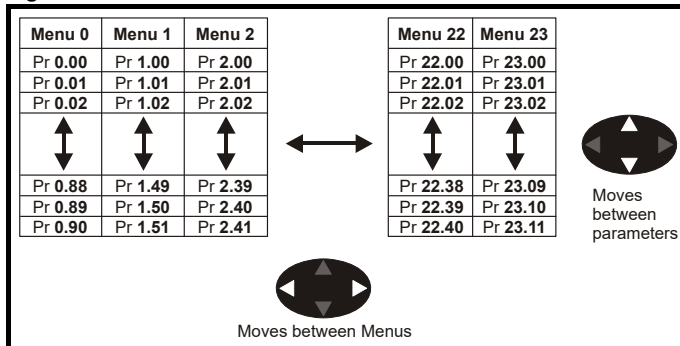 Menu 0 Menu 1 Menu 2 Menu 22 Menu 23
Pr 0.00 Pr 1.00 Pr 2.00 Pr 22.00 Pr 23.00
Pr 0.01 Pr 1.01 Pr 2.01 Pr 22.01 Pr 23.01
Pr 0.02 Pr 1.02 Pr 2.02 Pr 22.02 Pr 23.02
Pr 0.88 Pr 1.49 Pr 2.39 Pr 22.38 Pr 23.09
Pr 0.89 Pr 1.50 Pr 2.40 Pr 22.39 Pr 23.10
Pr 0.90 Pr 1.51 Pr 2.41 Pr 22.40 Pr 23.11
Moves
between
parameters
Moves between Menus